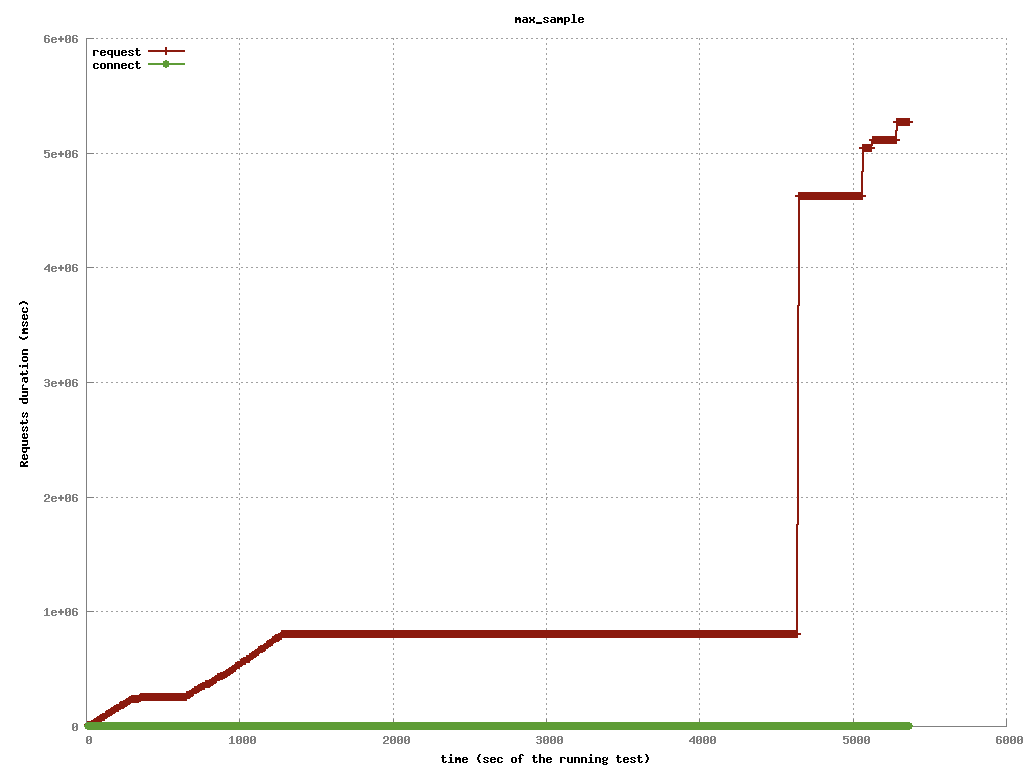 max_sample
6e+06
request
connect
5e+06
4e+06
3e+06
2e+06
1e+06
0
Requests duration (msec)
0 1000 2000 3000 4000 5000 6000
time (sec of the running test)